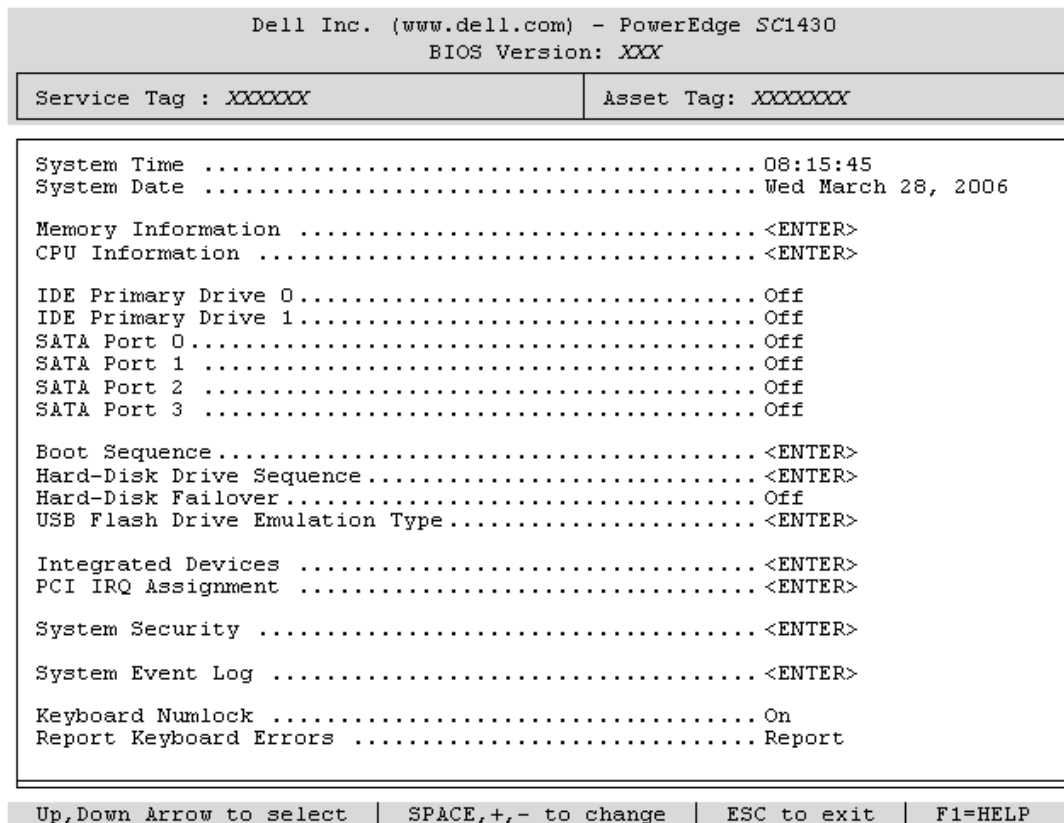 Dell Inc. (www.dell.com) - PowerEdge SC1430
BIOS Version: XXX
Service Tag : XXXXXX Asset Tag: XXXXXXX
System Time ......................................... 08:15:45
System Date ......................................... Wed March 28, 2006
Memory Information .................................. <ENTER>
CPU Information ..................................... <ENTER>
IDE Primary Drive 0.................................. Off
IDE Primary Drive 1.................................. Off
SATA Port 0.......................................... Off
SATA Port 1 ......................................... Off
SATA Port 2 ......................................... Off
SATA Port 3 ......................................... Off
Boot Sequence........................................ <ENTER>
Hard-Disk Drive Sequence............................. <ENTER>
Hard-Disk Failover................................... Off
USB Flash Drive Emulation Type....................... <ENTER>
Integrated Devices .................................. <ENTER>
PCI IRQ Assignment .................................. <ENTER>
System Security ..................................... <ENTER>
System Event Log .................................... <ENTER>
Keyboard Numlock .................................... On
Report Keyboard Errors .............................. Report
Up,Down Arrow to select | SPACE,+,- to change | ESC to exit | F1=HELP